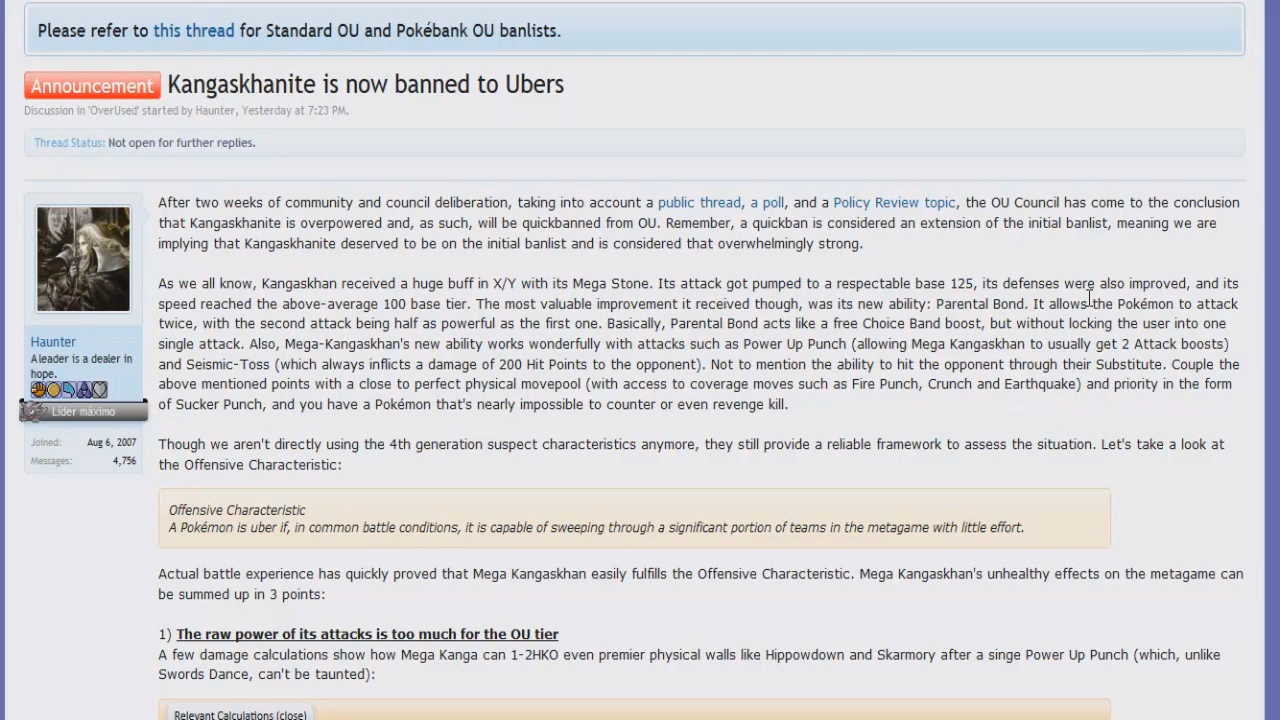 Please refer to this thread for Standard OU and Pokébank OU banlists.
Announcement Kangaskhanite is now banned to Ubers
Discussion in 'OverUsed' started by Haunter, Yesterday at 7:23 PM.
Thread Status: Not open for further replies.
Haunter
A leader is a dealer in
hope.
Líder máximo
Joined: Aug 6, 2007
Messages: 4,756
After two weeks of community and council deliberation, taking into account a public thread, a poll, and a Policy Review topic, the OU Council has come to the conclusion
that Kangaskhanite is overpowered and, as such, will be quickbanned from OU. Remember, a quickban is considered an extension of the initial banlist, meaning we are
implying that Kangaskhanite deserved to be on the initial banlist and is considered that overwhelmingly strong.
As we all know, Kangaskhan received a huge buff in X/Y with its Mega Stone. Its attack got pumped to a respectable base 125, its defenses were also improved, and its
speed reached the above-average 100 base tier. The most valuable improvement it received though, was its new ability: Parental Bond. It allows the Pokémon to attack
twice, with the second attack being half as powerful as the first one. Basically, Parental Bond acts like a free Choice Band boost, but without locking the user into one
single attack. Also, Mega-Kangaskhan's new ability works wonderfully with attacks such as Power Up Punch (allowing Mega Kangaskhan to usually get 2 Attack boosts)
and Seismic-Toss (which always inflicts a damage of 200 Hit Points to the opponent). Not to mention the ability to hit the opponent through their Substitute. Couple the
above mentioned points with a close to perfect physical movepool (with access to coverage moves such as Fire Punch, Crunch and Earthquake) and priority in the form
of Sucker Punch, and you have a Pokémon that's nearly impossible to counter or even revenge kill.
Though we aren't directly using the 4th generation suspect characteristics anymore, they still provide a reliable framework to assess the situation. Let's take a look at
the Offensive Characteristic:
Offensive Characteristic
A Pokémon is uber if, in common battle conditions, it is capable of sweeping through a significant portion of teams in the metagame with little effort.
Actual battle experience has quickly proved that Mega Kangaskhan easily fulfills the Offensive Characteristic. Mega Kangaskhan's unhealthy effects on the metagame can
be summed up in 3 points:
1) The raw power of its attacks is too much for the OU tier
A few damage calculations show how Mega Kanga can 1-2HKO even premier physical walls like Hippowdown and Skarmory after a singe Power Up Punch (which, unlike
Swords Dance, can't be taunted):
Relevant Calculations (close)